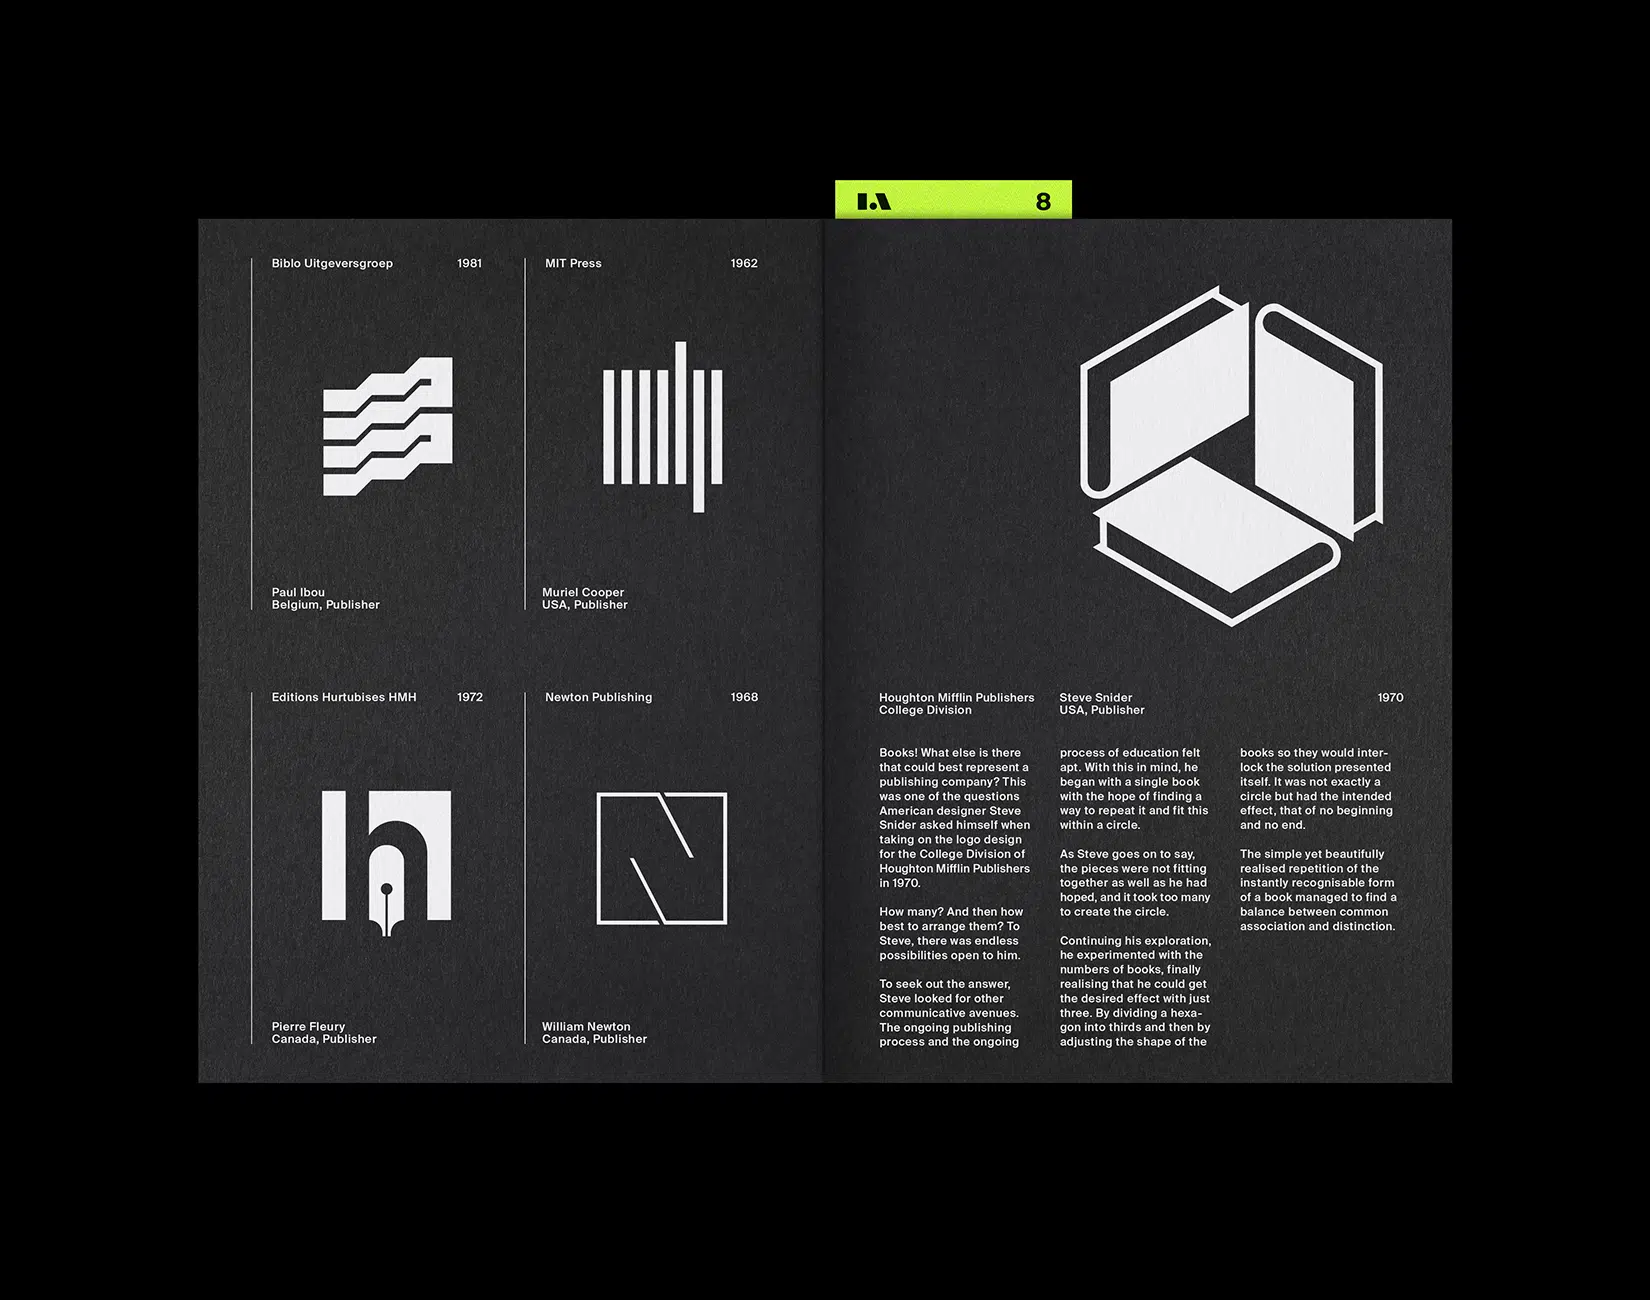 LA
8
Biblo Uitgeversgroep 1981
Paul Ibou
Belgium, Publisher
MIT Press 1962
Muriel Cooper
USA, Publisher
Editions Hurtubises HMH 1972
Pierre Fleury
Canada, Publisher
Newton Publishing 1968
William Newton
Canada, Publisher
Houghton Mifflin Publishers
College Division
Steve Snider
USA, Publisher
1970
Books! What else is there
that could best represent a
publishing company? This
was one of the questions
American designer Steve
Snider asked himself when
taking on the logo design
for the College Division of
Houghton Mifflin Publishers
in 1970.
How many? And then how
best to arrange them? To
Steve, there was endless
possibilities open to him.
To seek out the answer,
Steve looked for other
communicative avenues.
The ongoing publishing
process and the ongoing
process of education felt
apt. With this in mind, he
began with a single book
with the hope of finding a
way to repeat it and fit this
within a circle.
As Steve goes on to say,
the pieces were not fitting
together as well as he had
hoped, and it took too many
to create the circle.
Continuing his exploration,
he experimented with the
numbers of books, finally
realising that he could get
the desired effect with just
three. By dividing a hexa-
gon into thirds and then by
adjusting the shape of the
books so they would inter-
lock the solution presented
itself. It was not exactly a
circle but had the intended
effect, that of no beginning
and no end.
The simple yet beautifully
realised repetition of the
instantly recognisable form
of a book managed to find a
balance between common
association and distinction.